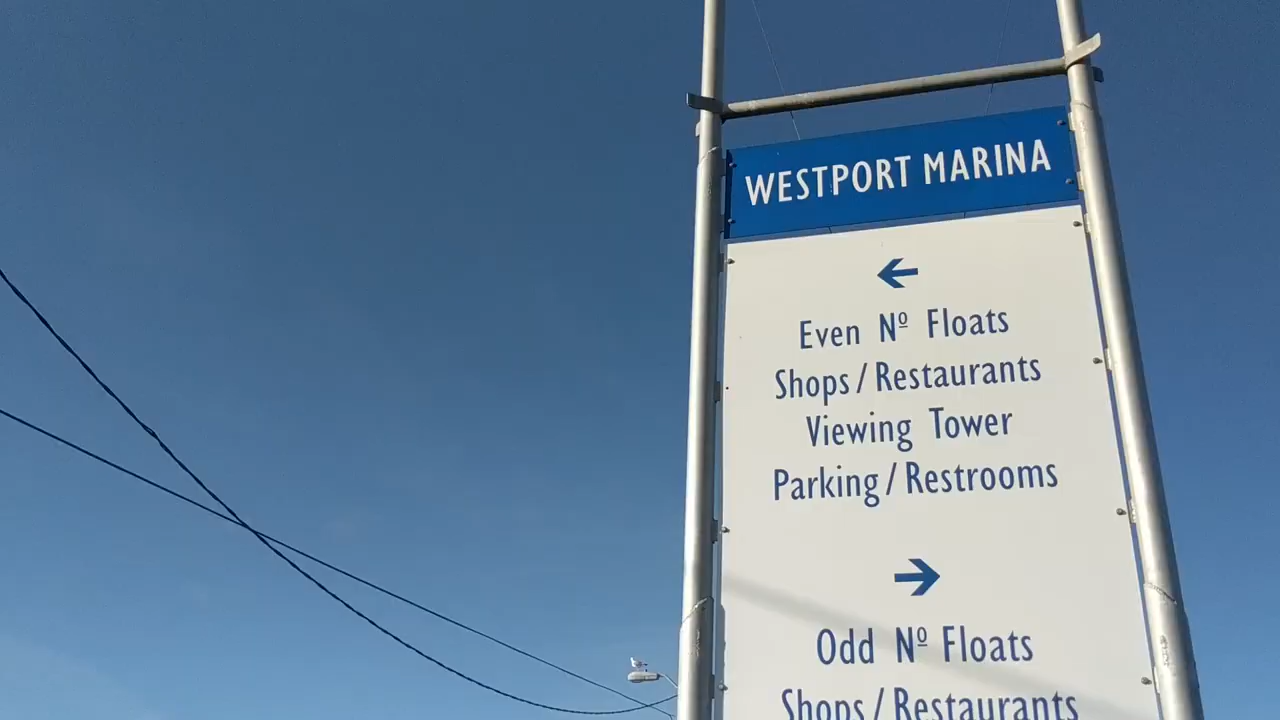 WESTPORT MARINA
←
Even Nº Floats
Shops / Restaurants
Viewing Tower
Parking / Restrooms
→
Odd Nº Floats
Shops / Restaurants